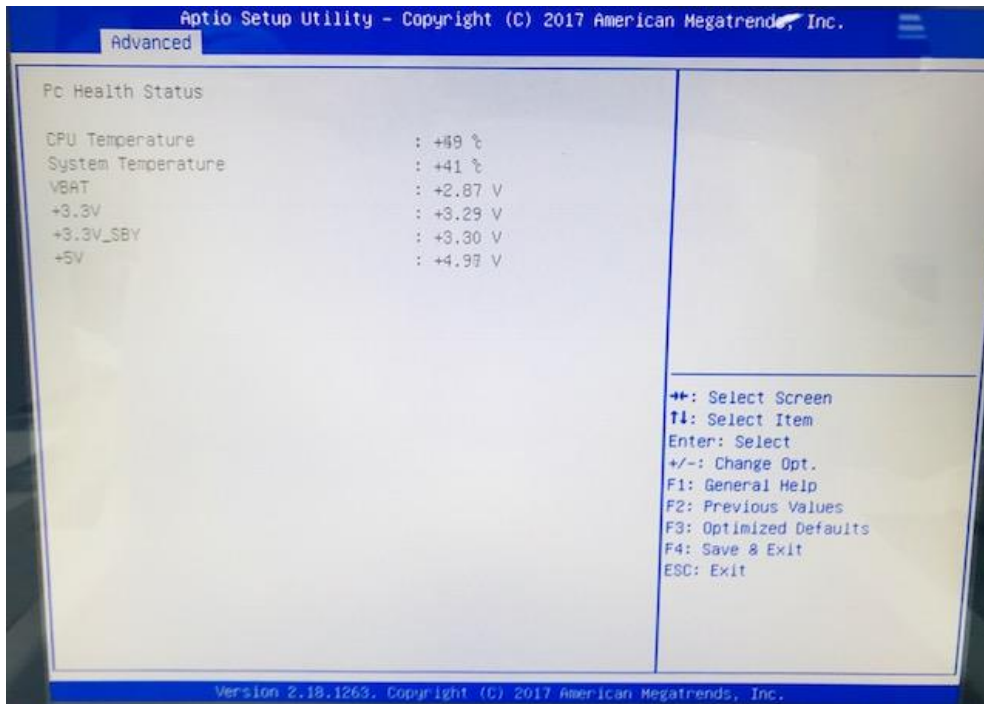 Aptio Setup Utility – Copyright (C) 2017 American Megatrends, Inc.
Advanced
Pc Health Status
CPU Temperature : ℃
System Temperature : +41 ℃
VBAT : +2.87 V
+3.3V : +3.29 V
+3.3V_SBY : +3.30 V
+5V : V
→←: Select Screen
↑↓: Select Item
Enter: Select
+/-: Change Opt.
F1: General Help
F2: Previous Values
F3: Optimized Defaults
F4: Save & Exit
ESC: Exit
Version 2.18.1263. Copyright (C) 2017 American Megatrends, Inc.